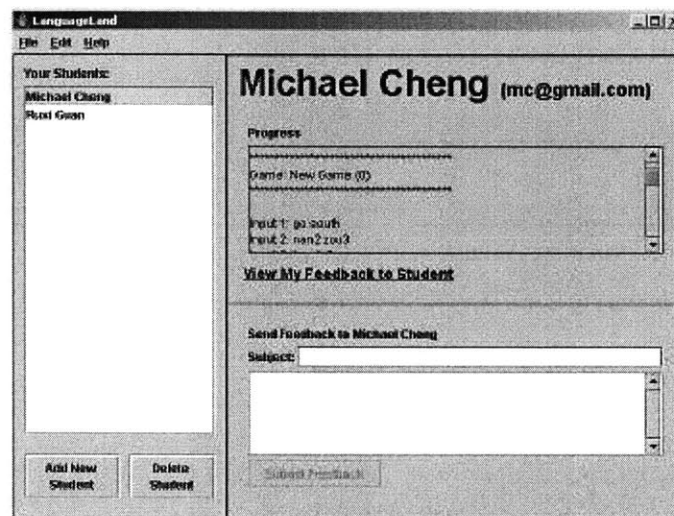 LanguageLand
File Edit Help
Your Students:
Michael Cheng
Ruxi Guan
Add New
Student
Delete
Student
Michael Cheng (mc@gmail.com)
Progress
Game: New Game (0)
Input 1: go south
Input 2: nan2 zou3
View My Feedback to Student
Send Feedback to Michael Cheng
Subject:
Submit Feedback